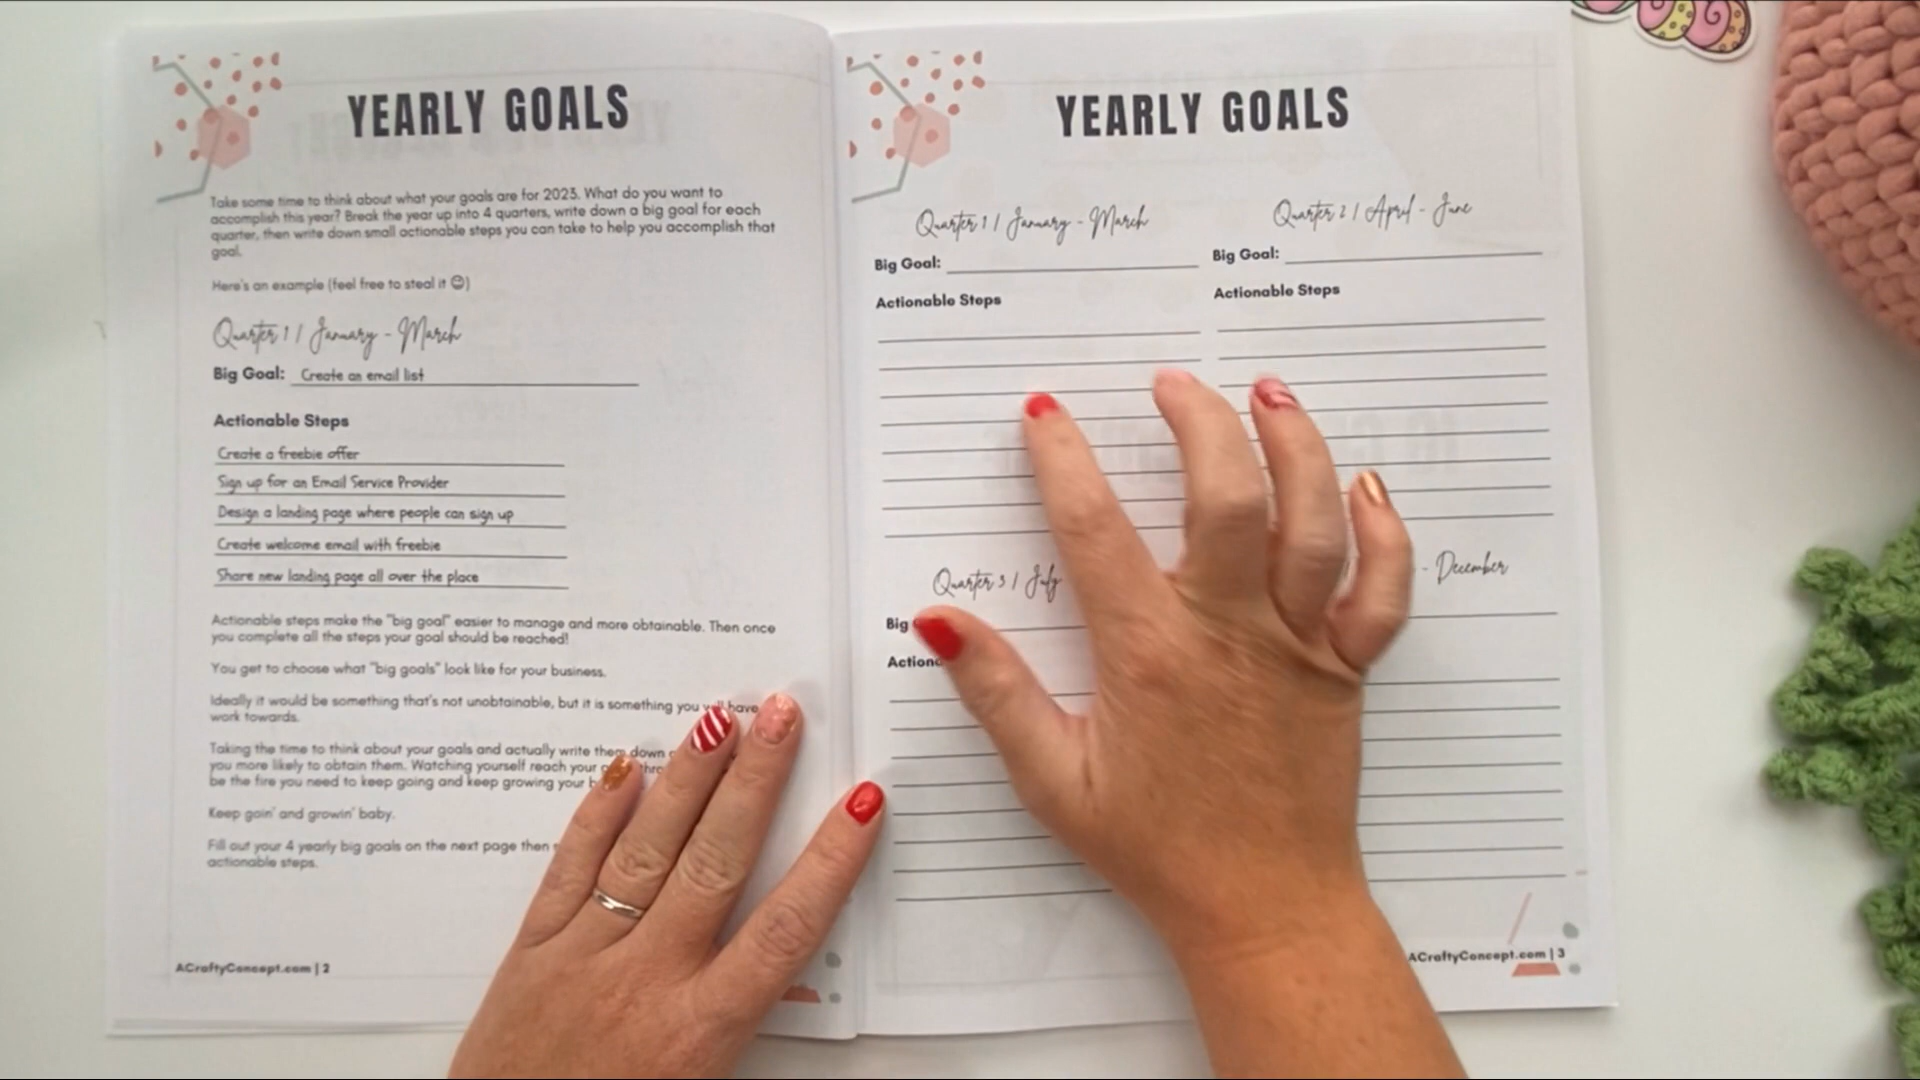 YEARLY GOALS
Take some time to think about what your goals are for 2023. What do you want to
accomplish this year? Break the year up into 4 quarters, write down a big goal for each
quarter, then write down small actionable steps you can take to help you accomplish that
goal.
Here's an example (feel free to steal it 😊)
Quarter 1 / January - March
Big Goal: Create an email list
Actionable Steps
Create a freebie offer
Sign up for an Email Service Provider
Design a landing page where people can sign up
Create welcome email with freebie
Share new landing page all over the place
Actionable steps make the "big goal" easier to manage and more obtainable. Then once
you complete all the steps your goal should be reached!
You get to choose what "big goals" look like for your business.
Ideally it would be something that's not unobtainable, but it is something you will have
work towards.
Taking the time to think about your goals and actually write them down
you more likely to obtain them. Watching yourself reach your
be the fire you need to keep going and keep growing your
Keep goin' and growin' baby.
Fill out your 4 yearly big goals on the next page then
actionable steps.
ACraftyConcept.com | 2
YEARLY GOALS
Quarter 1 / January - March
Big Goal:
Actionable Steps
Quarter 2 / April - June
Big Goal:
Actionable Steps
Quarter 3 / July
Big
- December
ACraftyConcept.com | 3